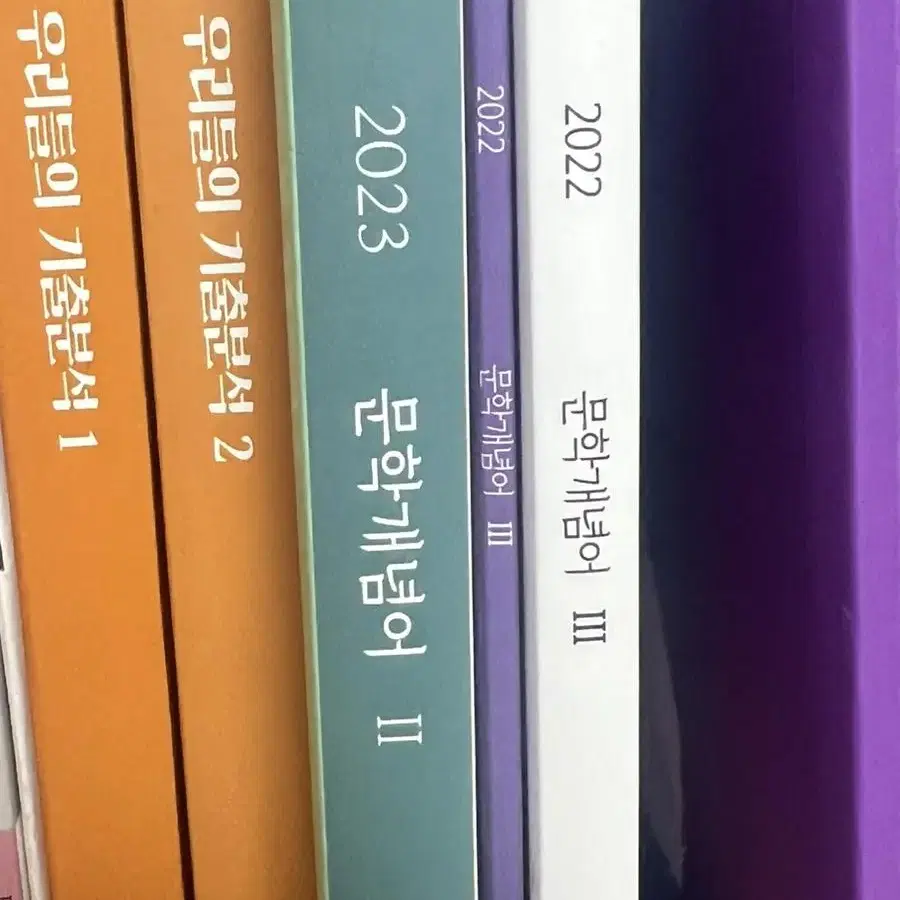 우리들의 기출분석 1
우리들의 기출분석 2
2023 문학개념어 II
2022 문학개념어 III
2022 문학개념어 III